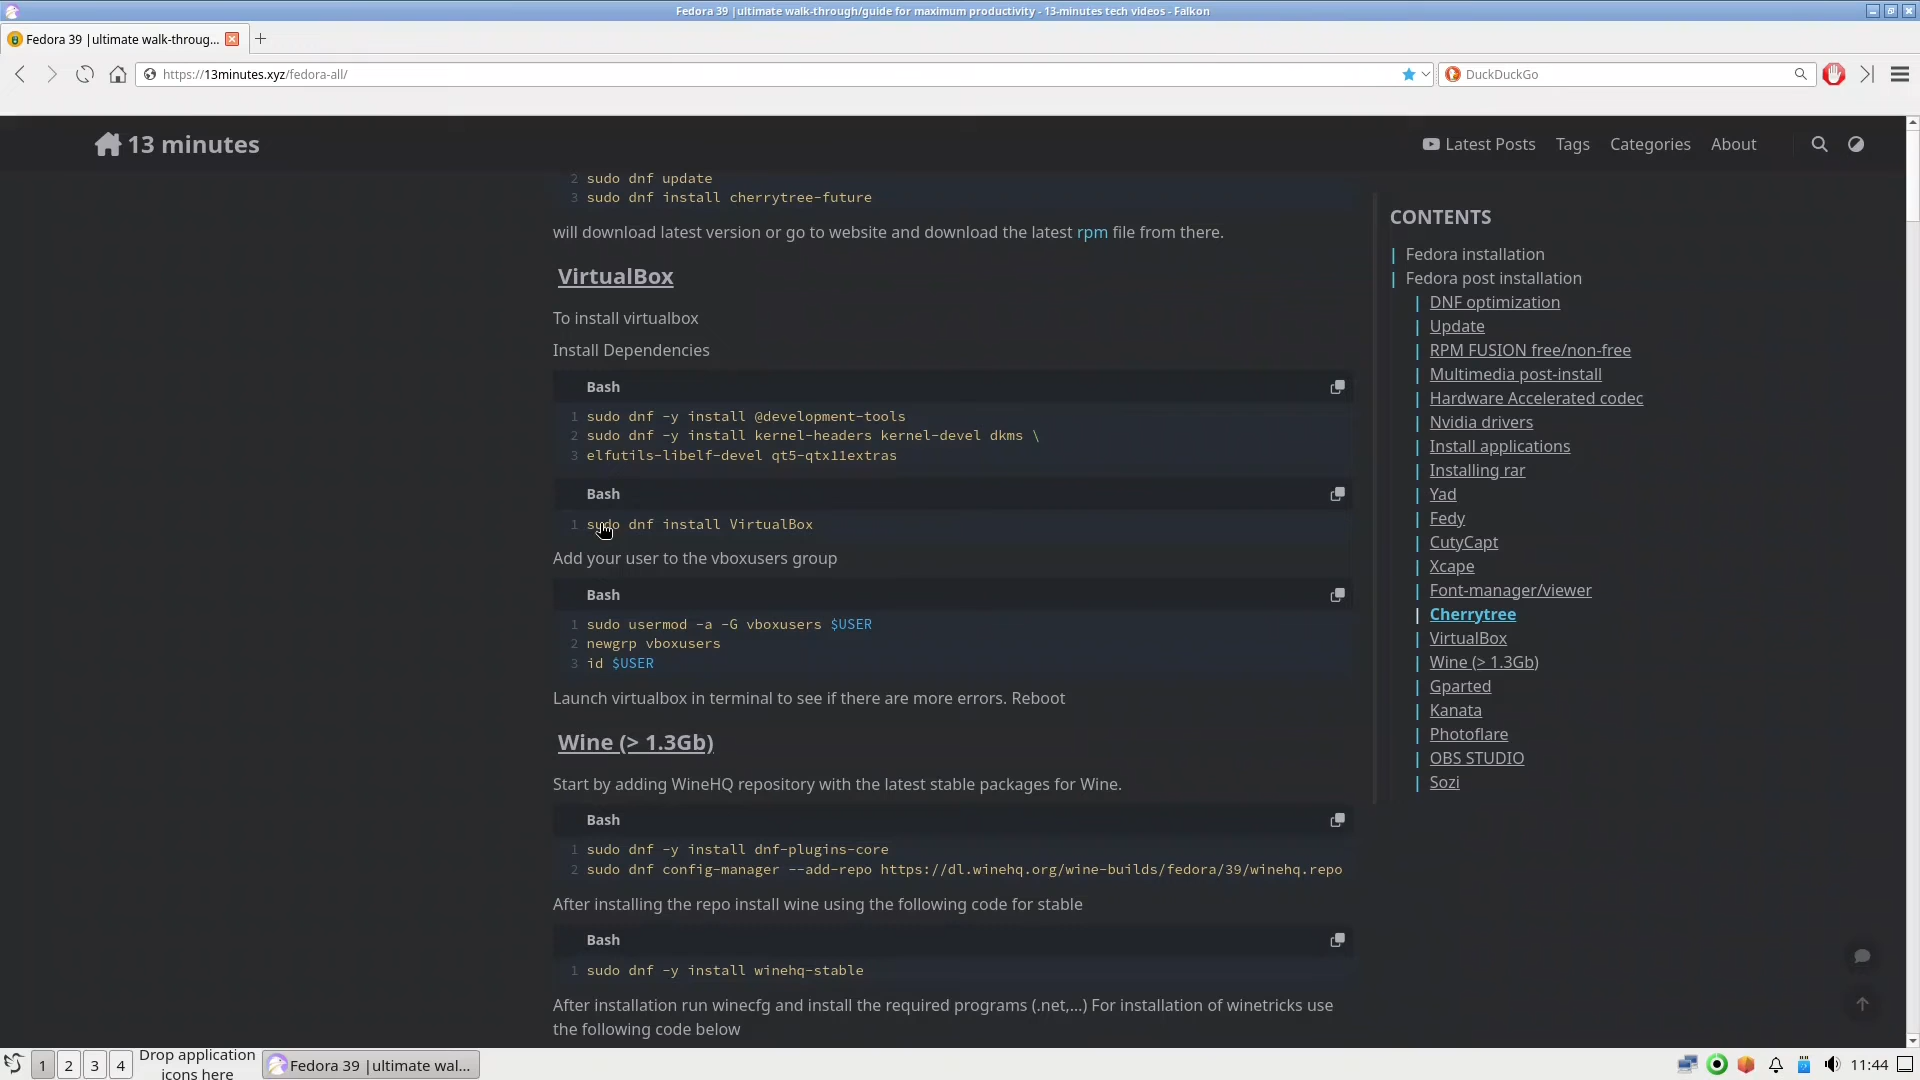 Fedora 39 |ultimate walk-through/guide for maximum productivity - 13-minutes tech videos - Falkon
Fedora 39 |ultimate walk-throug...
https://13minutes.xyz/fedora-all/
DuckDuckGo
13 minutes
Latest Posts
Tags
Categories
About
2 sudo dnf update
3 sudo dnf install cherrytree-future
will download latest version or go to website and download the latest rpm file from there.
VirtualBox
To install virtualbox
Install Dependencies
Bash
1 sudo dnf -y install @development-tools
2 sudo dnf -y install kernel-headers kernel-devel dkms \
3 elfutils-libelf-devel qt5-qtx11extras
Bash
1 sudo dnf install VirtualBox
Add your user to the vboxusers group
Bash
1 sudo usermod -a -G vboxusers $USER
2 newgrp vboxusers
3 id $USER
Launch virtualbox in terminal to see if there are more errors. Reboot
Wine (> 1.3Gb)
Start by adding WineHQ repository with the latest stable packages for Wine.
Bash
1 sudo dnf -y install dnf-plugins-core
2 sudo dnf config-manager --add-repo https://dl.winehq.org/wine-builds/fedora/39/winehq.repo
After installing the repo install wine using the following code for stable
Bash
1 sudo dnf -y install winehq-stable
After installation run winecfg and install the required programs (.net,...) For installation of winetricks use
the following code below
CONTENTS
Fedora installation
Fedora post installation
DNF optimization
Update
RPM FUSION free/non-free
Multimedia post-install
Hardware Accelerated codec
Nvidia drivers
Install applications
Installing rar
Yad
Fedy
CutyCapt
Xcape
Font-manager/viewer
Cherrytree
VirtualBox
Wine (> 1.3Gb)
Gparted
Kanata
Photoflare
OBS STUDIO
Sozi
1
2
3
4
Drop application
icons here
Fedora 39 |ultimate wal...
11:44